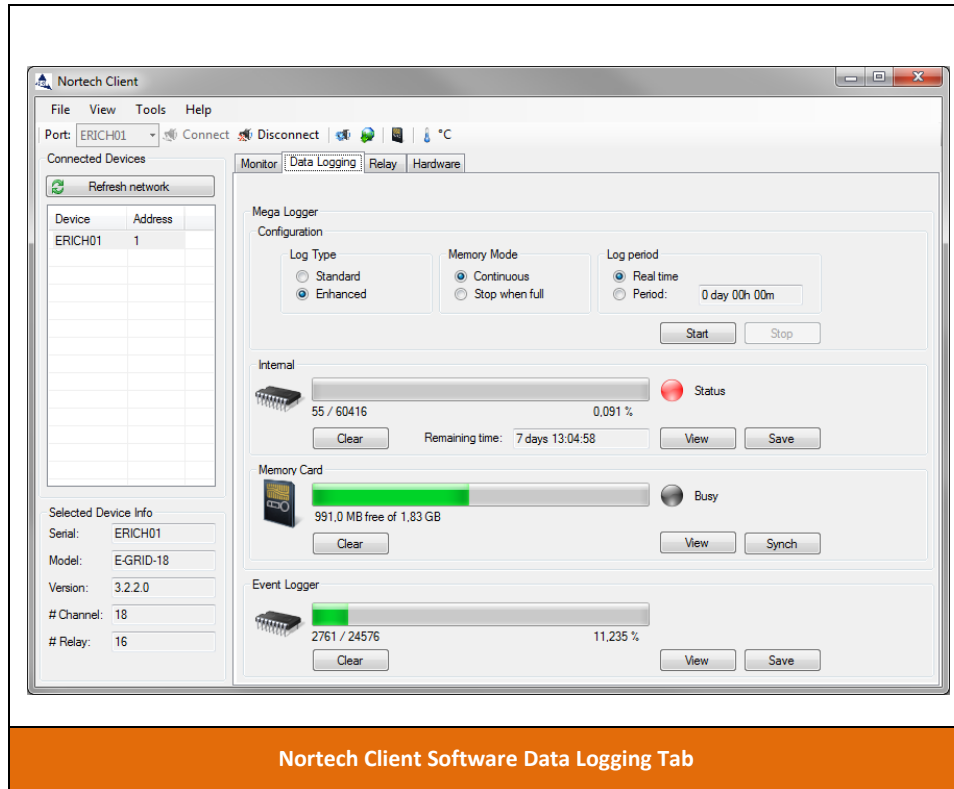 Nortech Client
File View Tools Help
Port: ERICH01 Connect Disconnect °C
Connected Devices
Refresh network
Device Address
ERICH01 1
Selected Device Info
Serial: ERICH01
Model: E-GRID-18
Version: 3.2.2.0
# Channel: 18
# Relay: 16
Monitor Data Logging Relay Hardware
Mega Logger
Configuration
Log Type
Standard
Enhanced
Memory Mode
Continuous
Stop when full
Log period
Real time
Period: 0 day 00h 00m
Start Stop
Internal
Status
55 / 60416 0,091 %
Clear Remaining time: 7 days 13:04:58 View Save
Memory Card
Busy
991,0 MB free of 1,83 GB
Clear View Synch
Event Logger
2761 / 24576 11,235 %
Clear View Save
Nortech Client Software Data Logging Tab